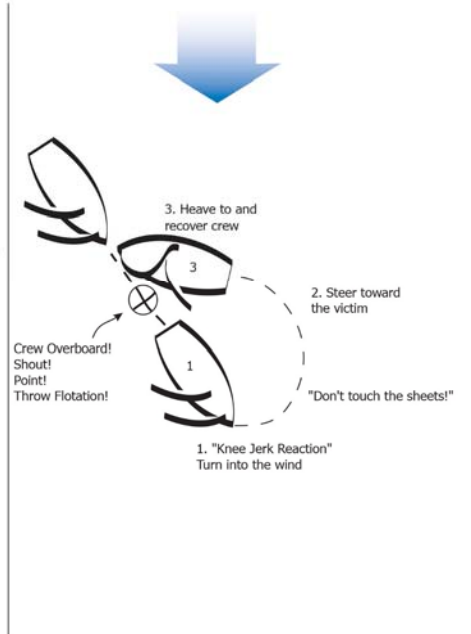 3. Heave to and
recover crew
3
2. Steer toward
the victim
Crew Overboard!
Shout!
Point!
Throw Flotation!
1
"Don't touch the sheets!"
1. "Knee Jerk Reaction"
Turn into the wind